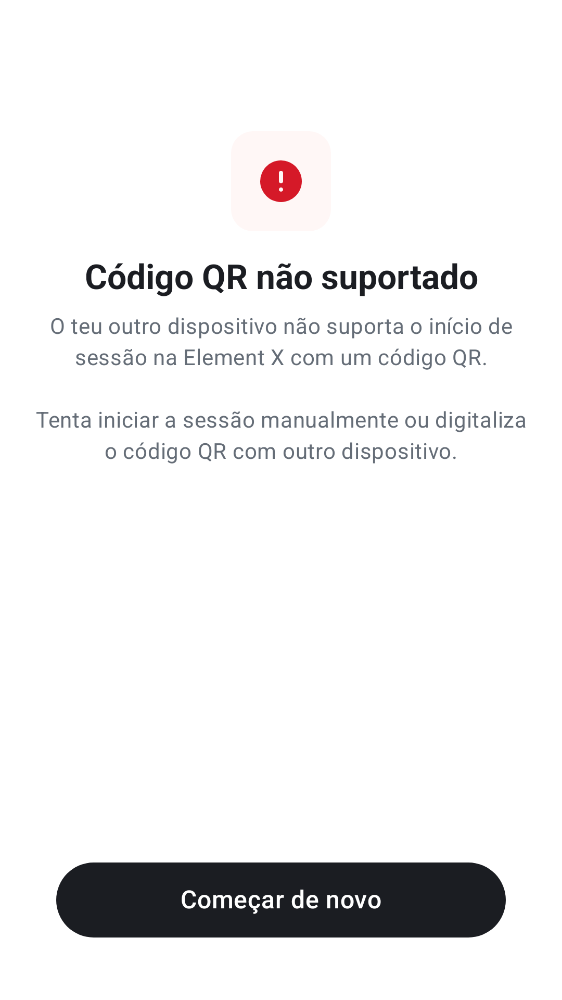 Código QR não suportado
O teu outro dispositivo não suporta o início de
sessão na Element X com um código QR.
Tenta iniciar a sessão manualmente ou digitaliza
o código QR com outro dispositivo.
Começar de novo